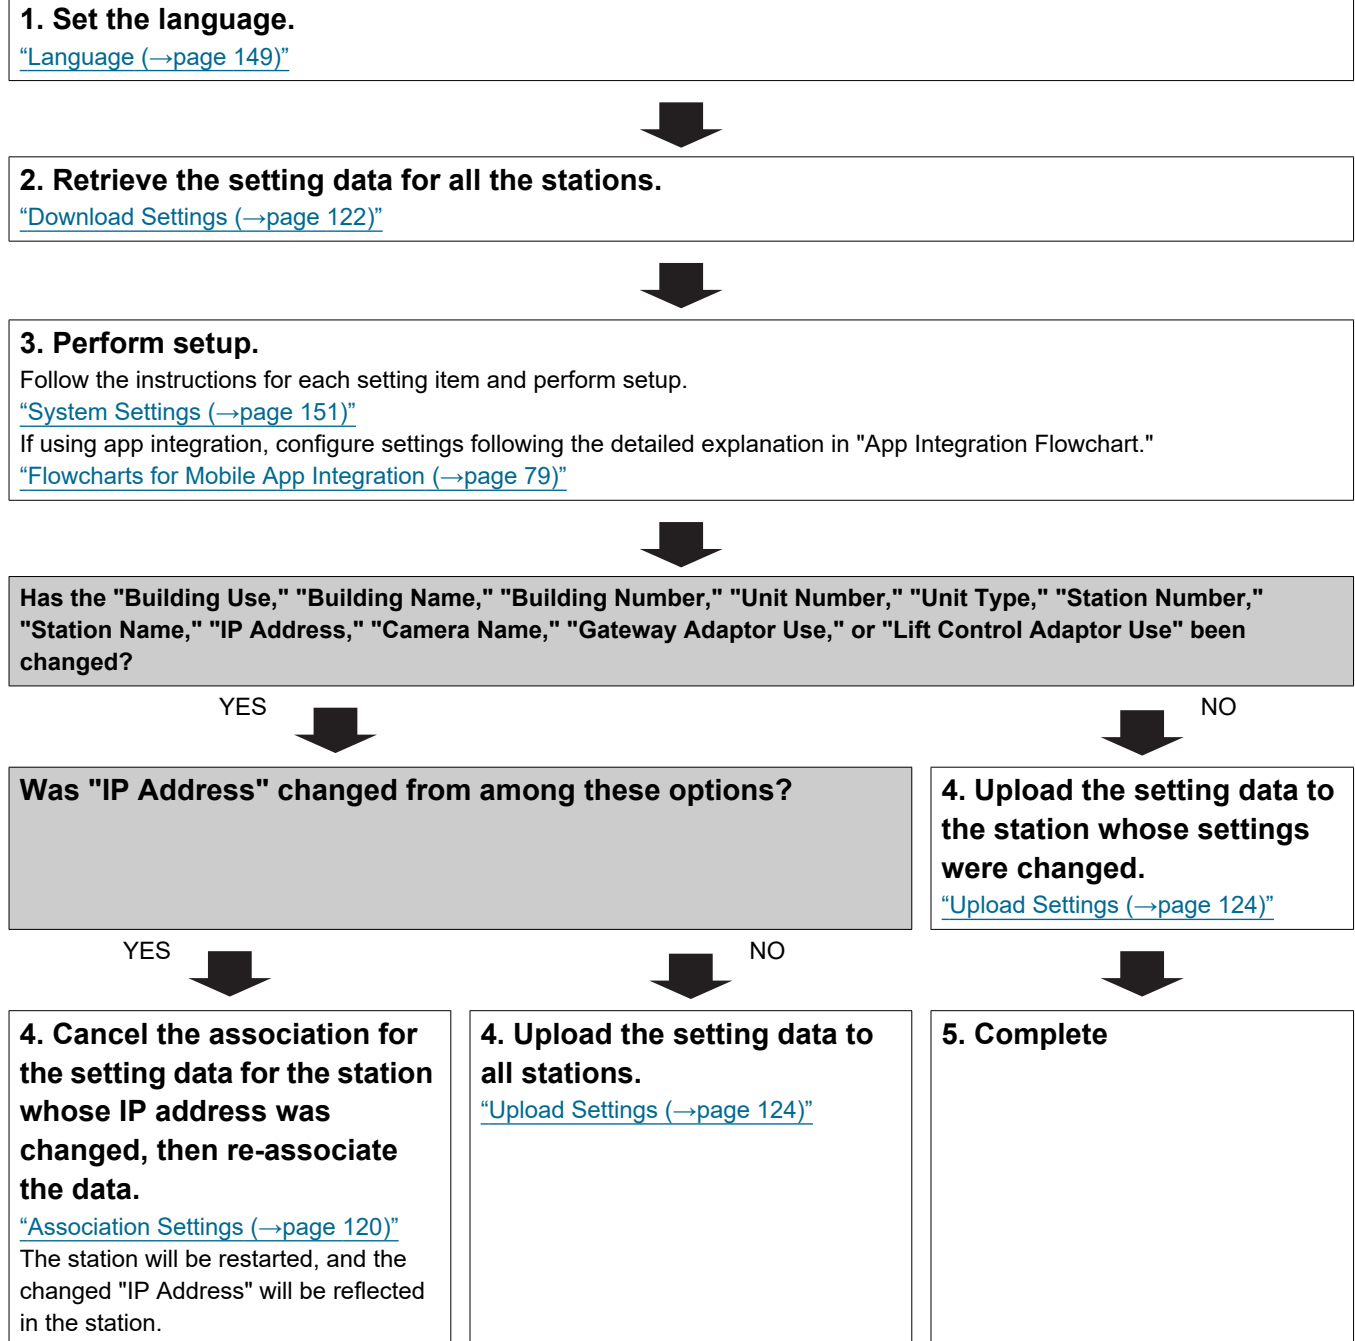 1. Set the language.
“Language (→page 149)”
2. Retrieve the setting data for all the stations.
“Download Settings (→page 122)”
3. Perform setup.
Follow the instructions for each setting item and perform setup.
“System Settings (→page 151)”
If using app integration, configure settings following the detailed explanation in "App Integration Flowchart."
“Flowcharts for Mobile App Integration (→page 79)”
Has the "Building Use," "Building Name," "Building Number," "Unit Number," "Unit Type," "Station Number,"
"Station Name," "IP Address," "Camera Name," "Gateway Adaptor Use," or "Lift Control Adaptor Use" been
changed?
YES
NO
Was "IP Address" changed from among these options?
4. Upload the setting data to
the station whose settings
were changed.
“Upload Settings (→page 124)”
YES
NO
4. Cancel the association for
the setting data for the station
whose IP address was
changed, then re-associate
the data.
“Association Settings (→page 120)”
The station will be restarted, and the
changed "IP Address" will be reflected
in the station.
4. Upload the setting data to
all stations.
“Upload Settings (→page 124)”
5. Complete